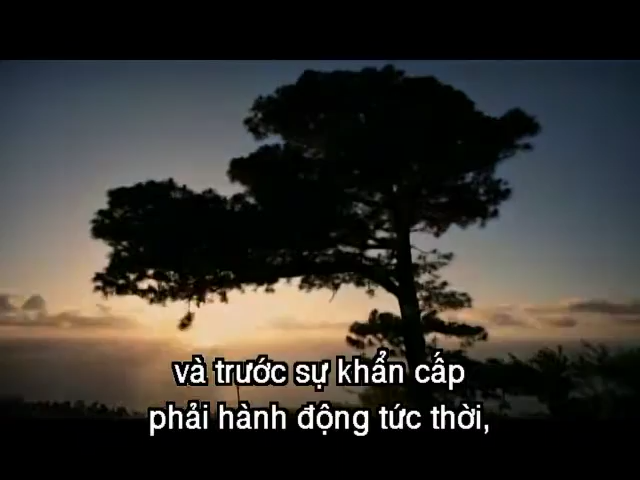 và trước sự khẩn cấp
phải hành động tức thời,